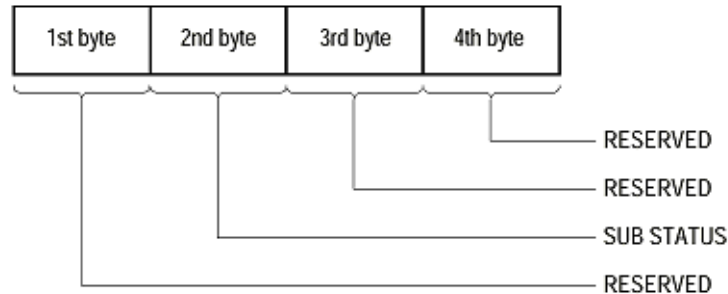 1st byte 2nd byte 3rd byte 4th byte
RESERVED
RESERVED
SUB STATUS
RESERVED